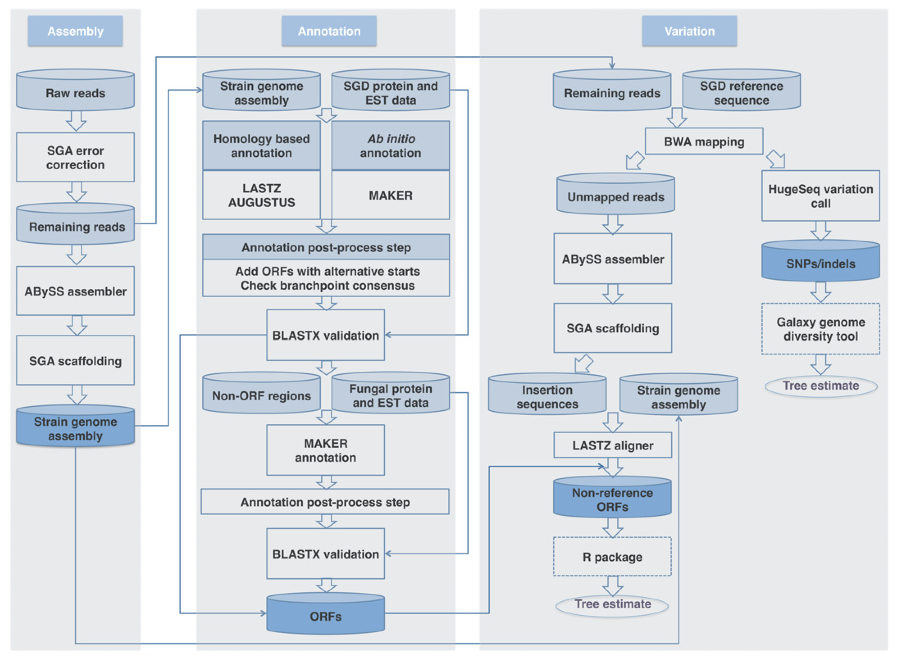 Assembly
Raw reads
SGA error
correction
Remaining reads
ABySS assembler
SGA scaffolding
Strain genome
assembly
Annotation
Strain genome
assembly
SGD protein and
EST data
Homology based
annotation
Ab initio
annotation
LASTZ
AUGUSTUS
MAKER
Annotation post-process step
Add ORFs with alternative starts
Check branchpoint consensus
BLASTX validation
Non-ORF regions
Fungal protein
and EST data
MAKER
annotation
Annotation post-process step
BLASTX validation
ORFs
Variation
Remaining reads
SGD reference
sequence
BWA mapping
Unmapped reads
HugeSeq variation
call
ABySS assembler
SNPs/indels
SGA scaffolding
Galaxy genome
diversity tool
Tree estimate
Insertion
sequences
Strain genome
assembly
LASTZ aligner
Non-reference
ORFs
R package
Tree estimate